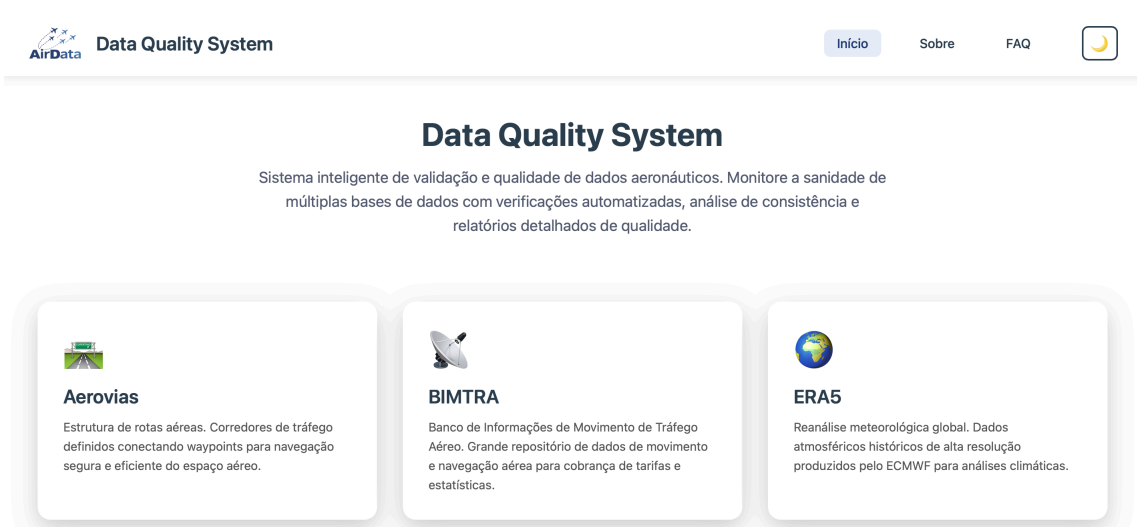 AirData
Data Quality System
Início
Sobre
FAQ
Data Quality System
Sistema inteligente de validação e qualidade de dados aeronáuticos. Monitore a sanidade de
múltiplas bases de dados com verificações automatizadas, análise de consistência e
relatórios detalhados de qualidade.
Aerovias
Estrutura de rotas aéreas. Corredores de tráfego
definidos conectando waypoints para navegação
segura e eficiente do espaço aéreo.
BIMTRA
Banco de Informações de Movimento de Tráfego
Aéreo. Grande repositório de dados de movimento
e navegação aérea para cobrança de tarifas e
estatísticas.
ERA5
Reanálise meteorológica global. Dados
atmosféricos históricos de alta resolução
produzidos pelo ECMWF para análises climáticas.